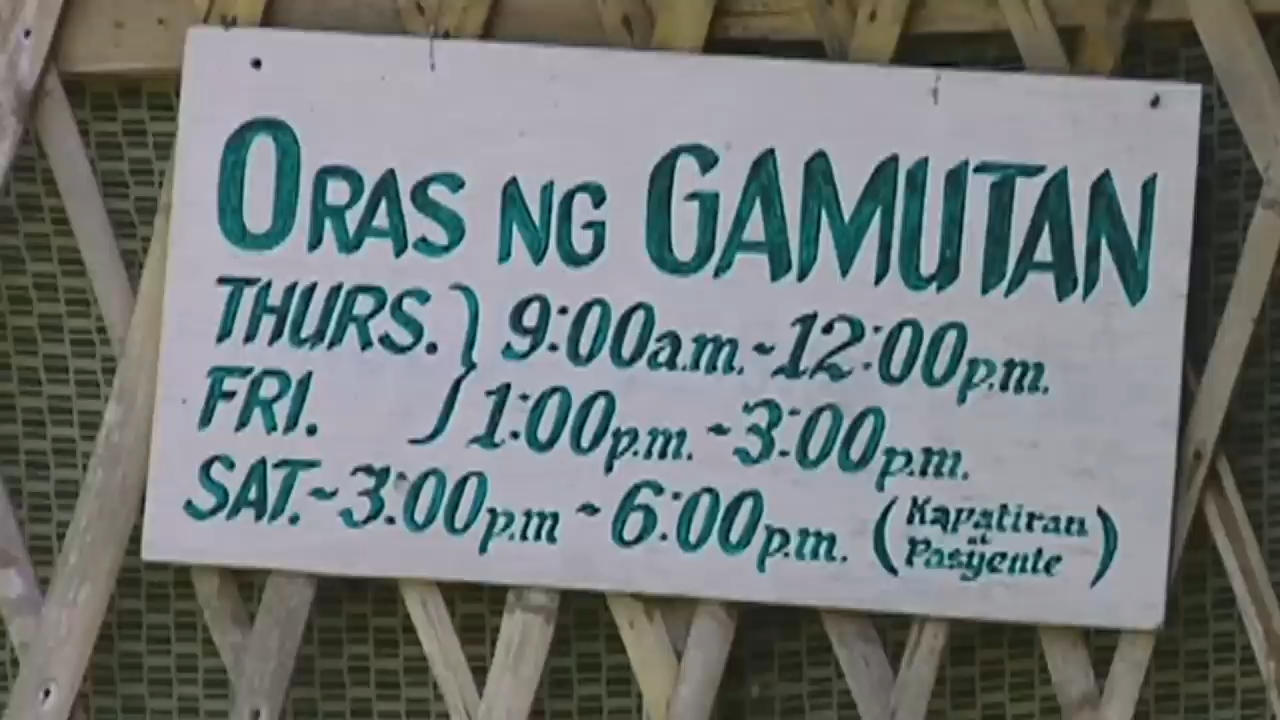 ORAS NG GAMUTAN
THURS. } 9:00a.m.~12:00p.m.
FRI. 1:00p.m.~3:00p.m.
SAT.~3:00p.m~6:00p.m. (Kapatiran at Pasyente)